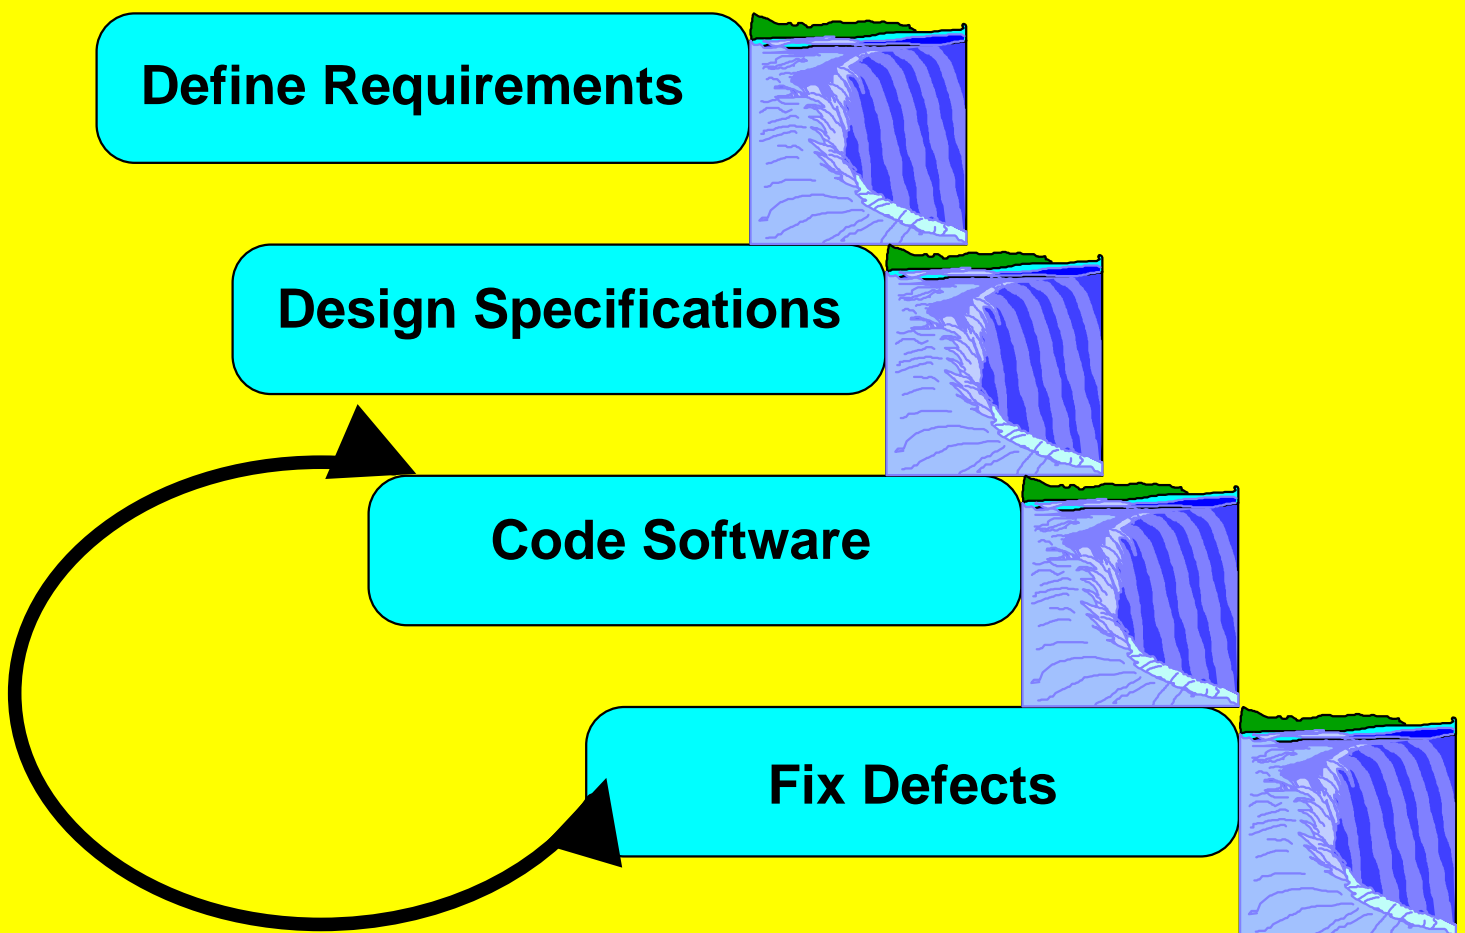 Define Requirements
Design Specifications
Code Software
Fix Defects